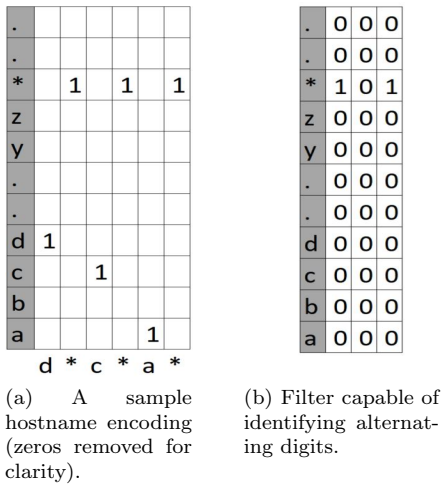 .
.
* 1 1 1
z
y
.
.
d 1
c 1
b
a 1
d * c * a *
(a) A sample
hostname encoding
(zeros removed for
clarity).
. 0 0 0
. 0 0 0
* 1 0 1
z 0 0 0
y 0 0 0
. 0 0 0
. 0 0 0
d 0 0 0
c 0 0 0
b 0 0 0
a 0 0 0
(b) Filter capable of
identifying alternat-
ing digits.